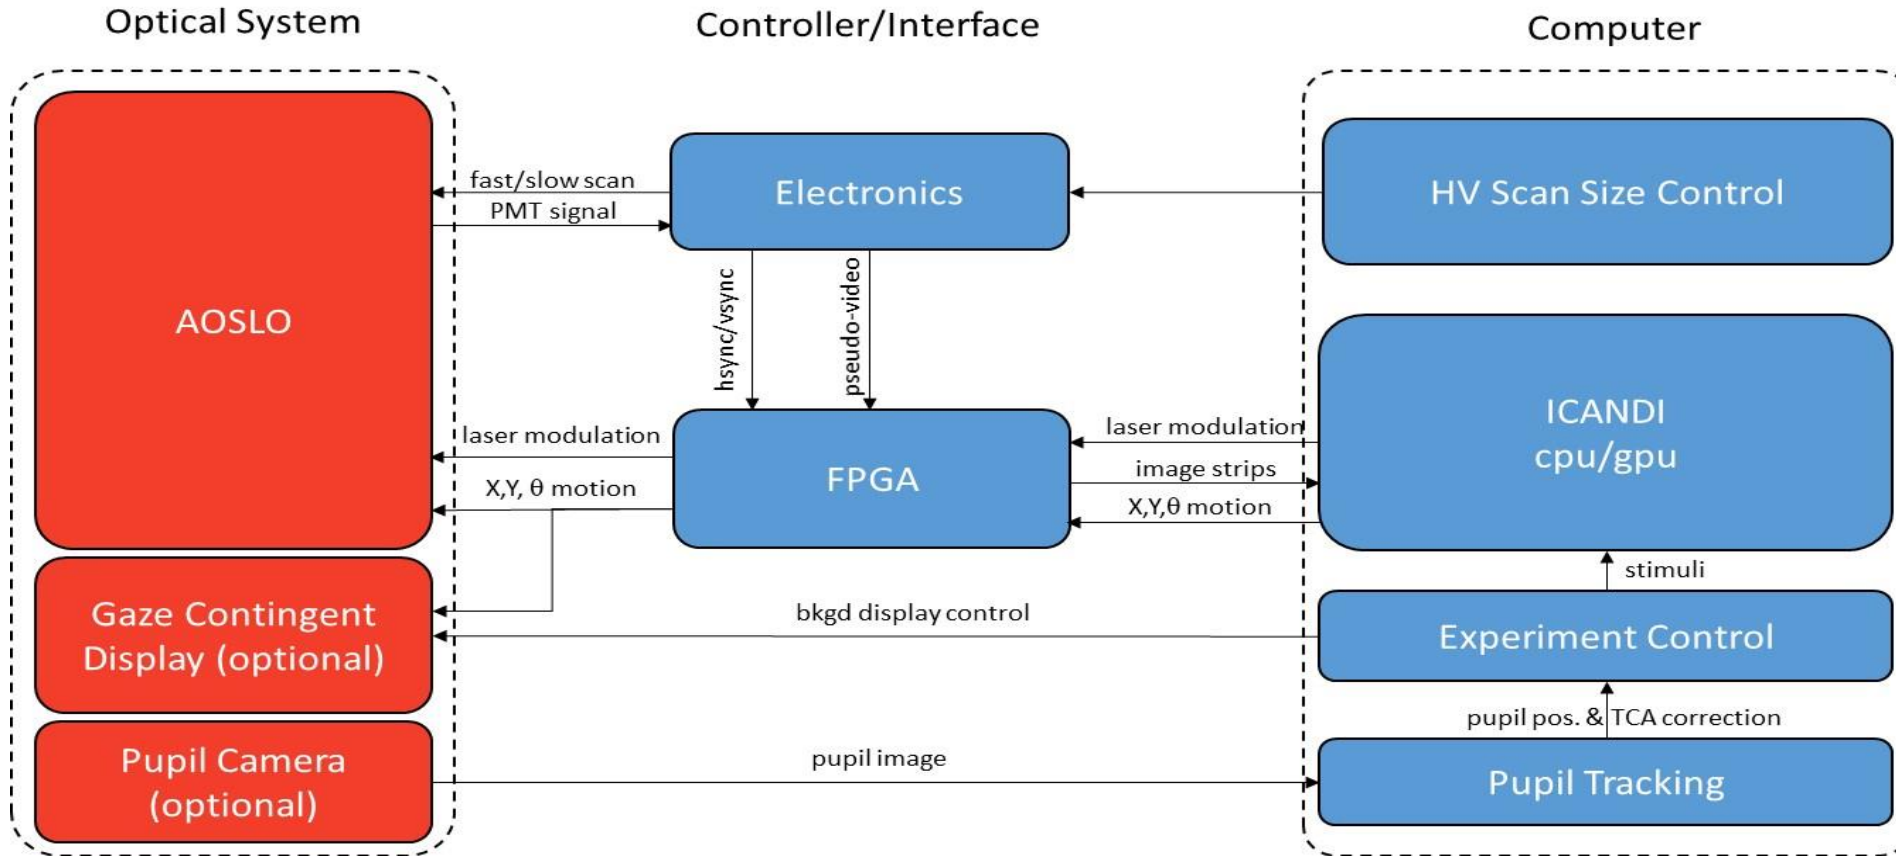 Optical System
Controller/Interface
Computer
AOSLO
fast/slow scan
PMT signal
Electronics
HV Scan Size Control
hsync/vsync
pseudo-video
laser modulation
X,Y, θ motion
FPGA
laser modulation
image strips
X,Y,θ motion
ICANDI
cpu/gpu
stimuli
Gaze Contingent
Display (optional)
bkgd display control
Experiment Control
pupil pos. & TCA correction
Pupil Camera
(optional)
pupil image
Pupil Tracking